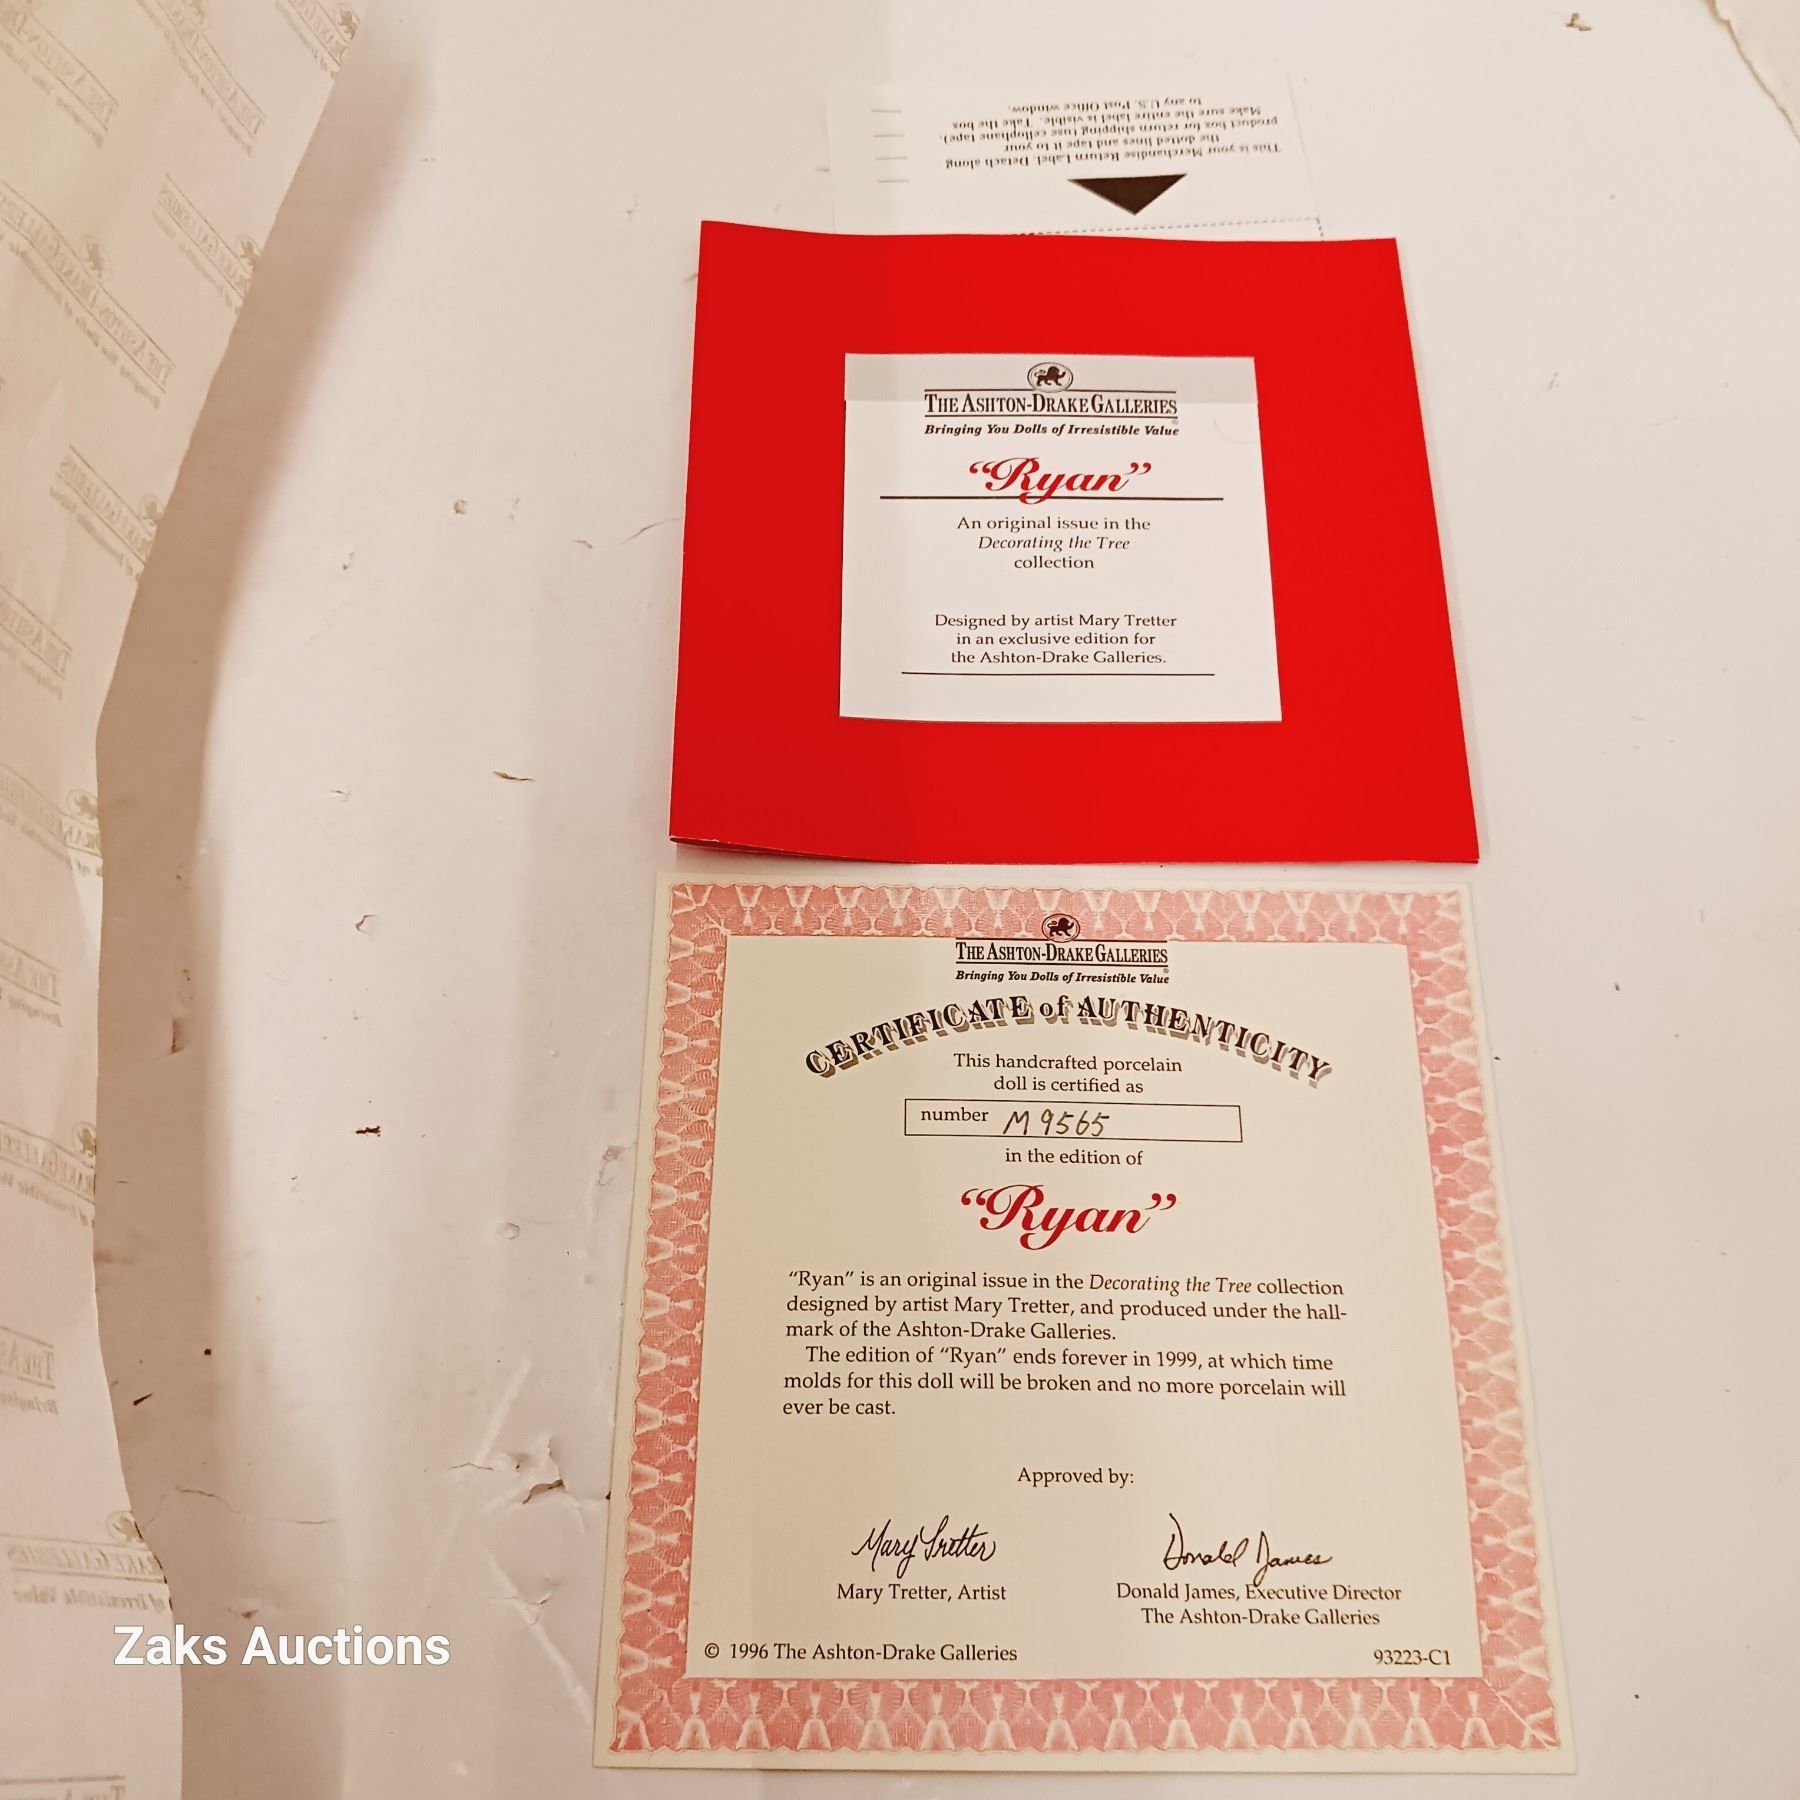 This is your Merchandise Return Label. Detach along
the dotted lines and tape it to your
product box for return shipping (use cellophane tape).
Make sure the entire label is visible. Take the box
to any U.S. Post Office window.
THE ASHTON-DRAKE GALLERIES
Bringing You Dolls of Irresistible Value
“Ryan”
An original issue in the
Decorating the Tree
collection
Designed by artist Mary Tretter
in an exclusive edition for
the Ashton-Drake Galleries.
THE ASHTON-DRAKE GALLERIES
Bringing You Dolls of Irresistible Value
CERTIFICATE of AUTHENTICITY
This handcrafted porcelain
doll is certified as
number M9565
in the edition of
“Ryan”
“Ryan” is an original issue in the Decorating the Tree collection
designed by artist Mary Tretter, and produced under the hall-
mark of the Ashton-Drake Galleries.
The edition of “Ryan” ends forever in 1999, at which time
molds for this doll will be broken and no more porcelain will
ever be cast.
Approved by:
Mary Tretter Donald James
Mary Tretter, Artist Donald James, Executive Director
The Ashton-Drake Galleries
© 1996 The Ashton-Drake Galleries 93223-C1
Zaks Auctions